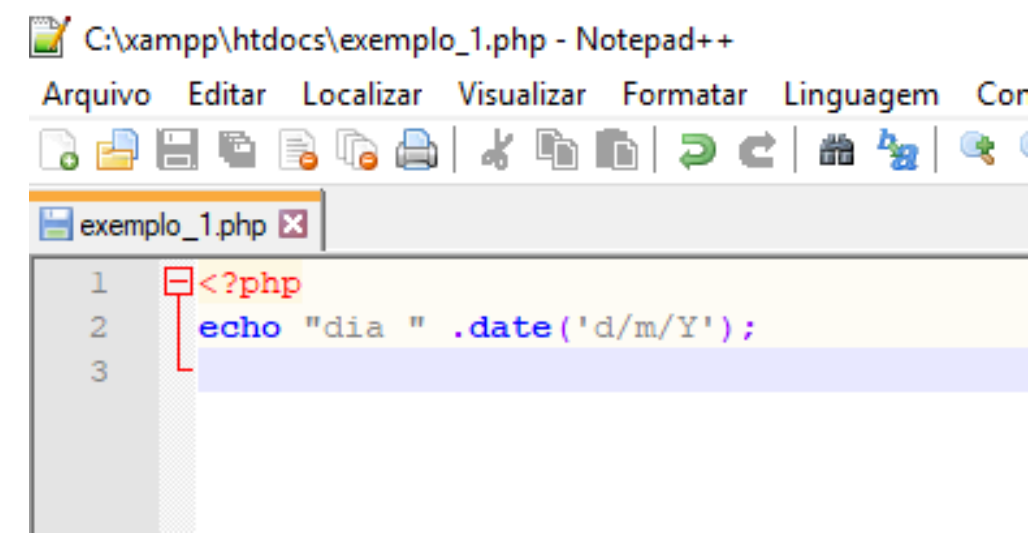 C:\xampp\htdocs\exemplo_1.php - Notepad++
Arquivo Editar Localizar Visualizar Formatar Linguagem
exemplo_1.php
1 <?php
2 echo "dia " .date('d/m/Y');
3